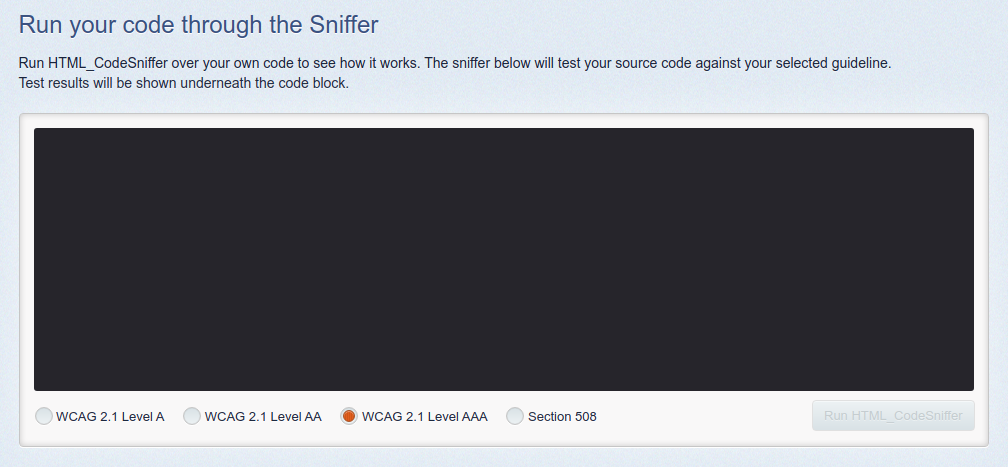 Run your code through the Sniffer
Run HTML_CodeSniffer over your own code to see how it works. The sniffer below will test your source code against your selected guideline.
Test results will be shown underneath the code block.
WCAG 2.1 Level A WCAG 2.1 Level AA WCAG 2.1 Level AAA Section 508 Run HTML_CodeSniffer